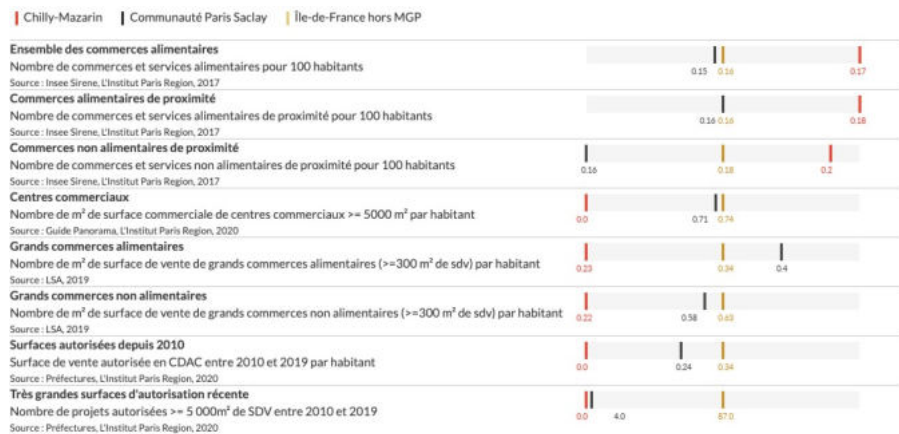 Chilly-Mazarin Communauté Paris Saclay Île-de-France hors MGP
Ensemble des commerces alimentaires
Nombre de commerces et services alimentaires pour 100 habitants
0.15 0.16 0.17
Source : Insee Sirene, L'Institut Paris Region, 2017
Commerces alimentaires de proximité
Nombre de commerces et services alimentaires de proximité pour 100 habitants
0.16 0.16 0.18
Source : Insee Sirene, L'Institut Paris Region, 2017
Commerces non alimentaires de proximité
Nombre de commerces et services non alimentaires de proximité pour 100 habitants
0.16 0.18 0.2
Source : Insee Sirene, L'Institut Paris Region, 2017
Centres commerciaux
Nombre de m² de surface commerciale de centres commerciaux >= 5000 m² par habitant
0.0 0.71 0.74
Source : Guide Panorama, L'Institut Paris Region, 2020
Grands commerces alimentaires
Nombre de m² de surface de vente de grands commerces alimentaires (>=300 m² de sdv) par habitant
0.23 0.34 0.4
Source : LSA, 2019
Grands commerces non alimentaires
Nombre de m² de surface de vente de grands commerces non alimentaires (>=300 m² de sdv) par habitant
0.22 0.58 0.63
Source : LSA, 2019
Surfaces autorisées depuis 2010
Surface de vente autorisée en CDAC entre 2010 et 2019 par habitant
0.0 0.24 0.34
Source : Préfectures, L'Institut Paris Region, 2020
Très grandes surfaces d'autorisation récente
Nombre de projets autorisées >= 5 000m² de SDV entre 2010 et 2019
0.0 4.0 87.0
Source : Préfectures, L'Institut Paris Region, 2020